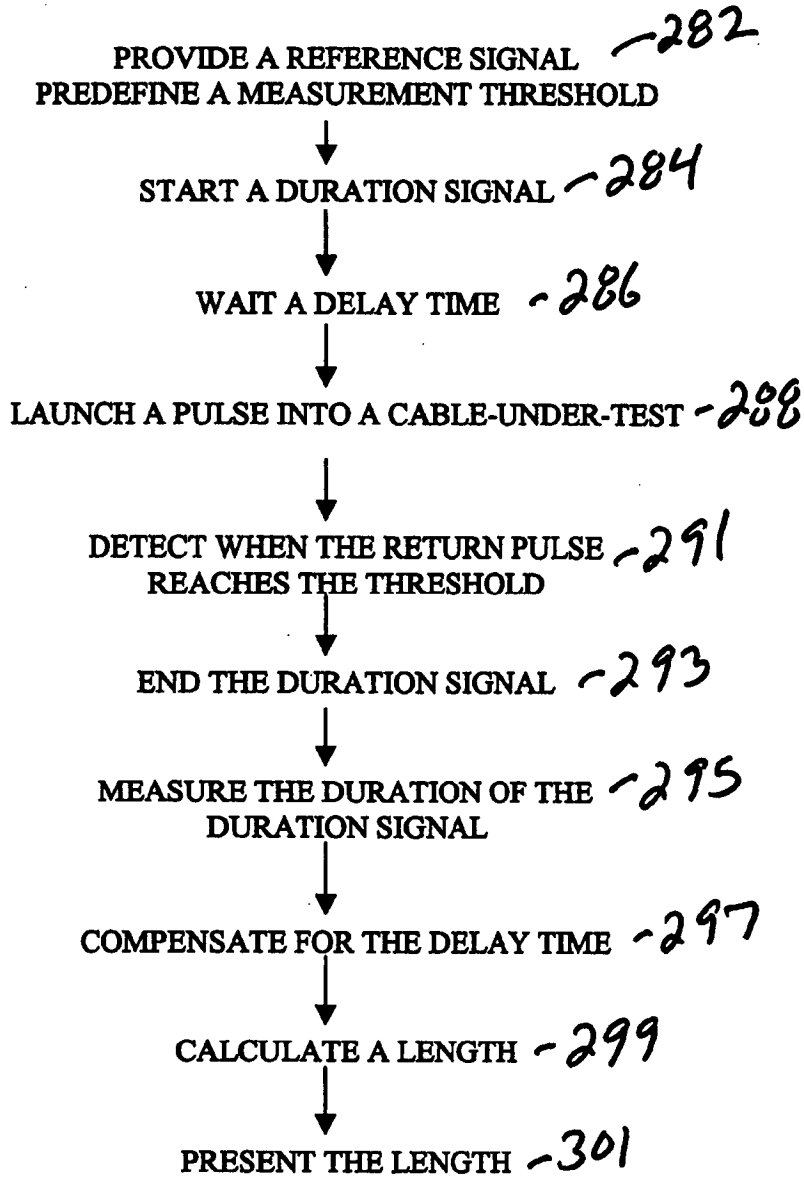 PROVIDE A REFERENCE SIGNAL 282
PREDEFINE A MEASUREMENT THRESHOLD
START A DURATION SIGNAL 284
WAIT A DELAY TIME 286
LAUNCH A PULSE INTO A CABLE-UNDER-TEST 288
DETECT WHEN THE RETURN PULSE 291
REACHES THE THRESHOLD
END THE DURATION SIGNAL 293
MEASURE THE DURATION OF THE 295
DURATION SIGNAL
COMPENSATE FOR THE DELAY TIME 297
CALCULATE A LENGTH 299
PRESENT THE LENGTH 301